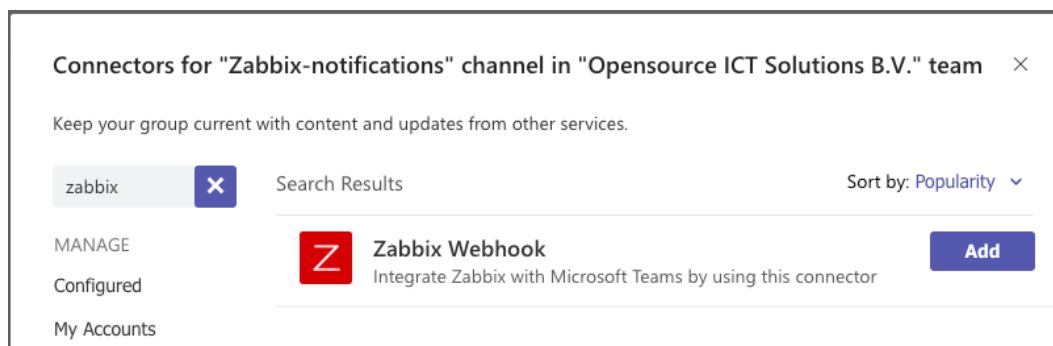 Connectors for "Zabbix-notifications" channel in "Opensource ICT Solutions B.V." team
Keep your group current with content and updates from other services.
zabbix
Search Results
Sort by: Popularity
MANAGE
Configured
My Accounts
Z
Zabbix Webhook
Integrate Zabbix with Microsoft Teams by using this connector
Add